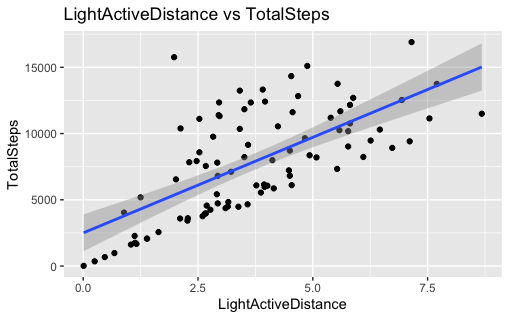 LightActiveDistance vs TotalSteps
TotalSteps
15000
10000
5000
0
0.0 2.5 5.0 7.5
LightActiveDistance